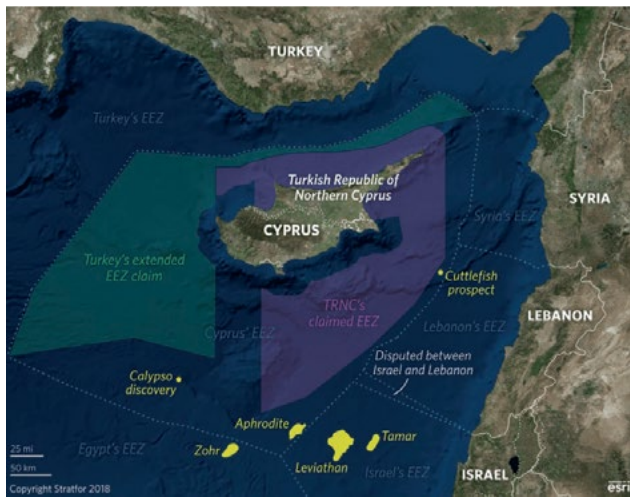 TURKEY
Turkey's EEZ
Turkish Republic of
Northern Cyprus
CYPRUS
SYRIA
Syria's EEZ
Turkey's extended
EEZ claim
Cuttlefish
prospect
TRNC's
claimed EEZ
LEBANON
Cyprus' EEZ
Lebanon's EEZ
Disputed between
Israel and Lebanon
Calypso
discovery
Aphrodite
Egypt's EEZ
Zohr
Leviathan
Tamar
25 mi
50 km
Israel's EEZ
ISRAEL
Copyright Stratfor 2018
esri